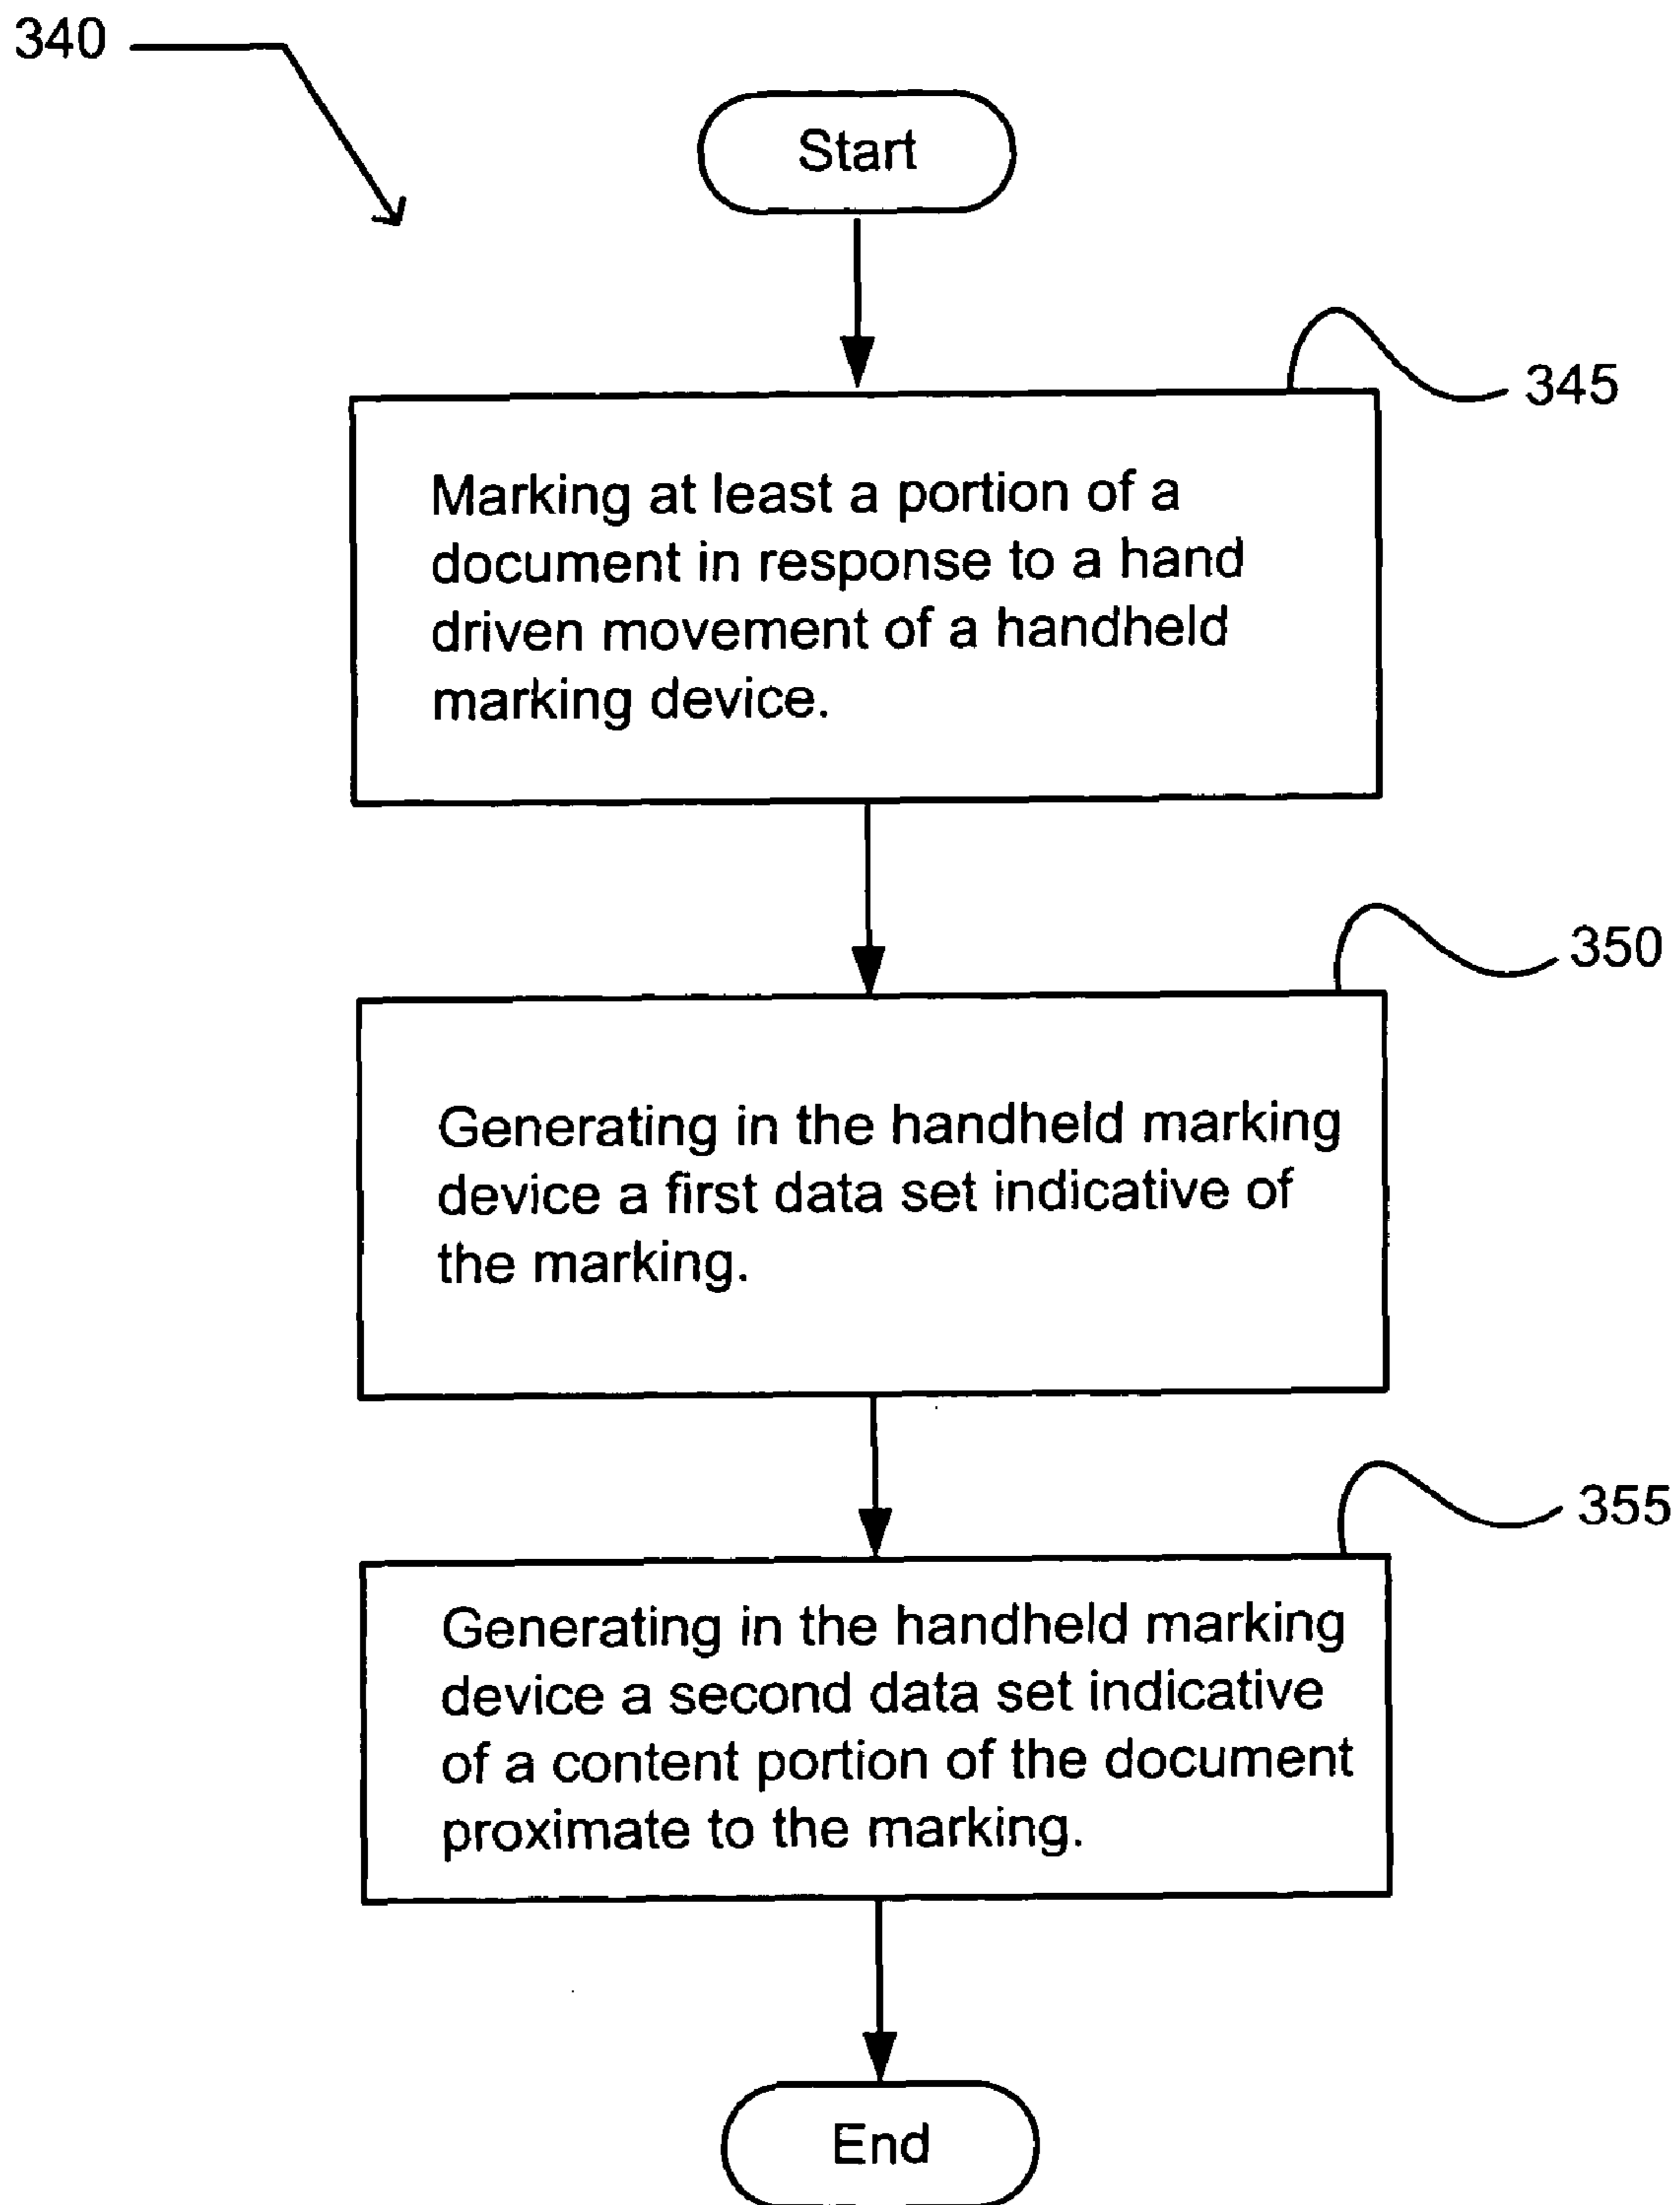 340
Start
345
Marking at least a portion of a
document in response to a hand
driven movement of a handheld
marking device.
350
Generating in the handheld marking
device a first data set indicative of
the marking.
355
Generating in the handheld marking
device a second data set indicative
of a content portion of the document
proximate to the marking.
End